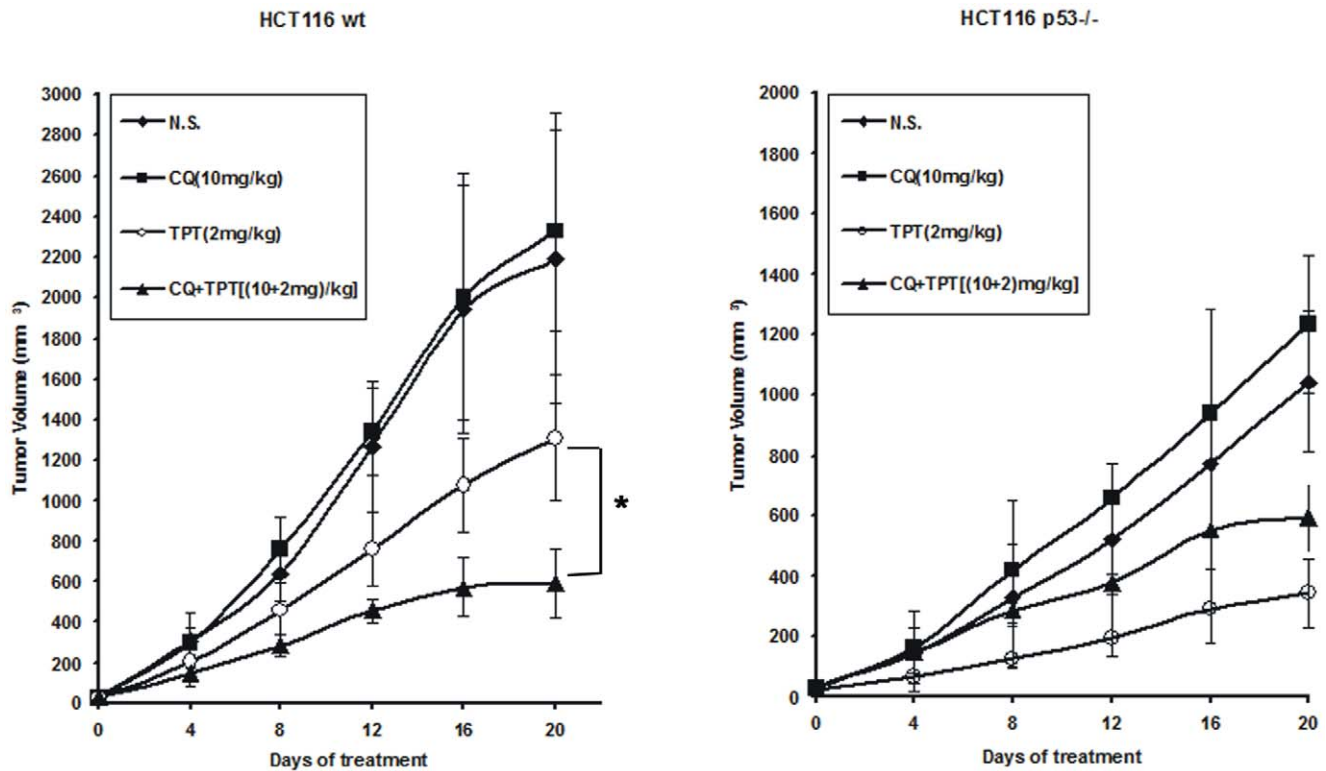 HCT116 wt
3000
2800
2600
2400
2200
2000
1800
1600
1400
1200
1000
800
600
400
200
0
Tumor Volume (mm ³)
N.S.
CQ(10mg/kg)
TPT(2mg/kg)
CQ+TPT[(10+2mg)/kg]
*
0 4 8 12 16 20
Days of treatment
HCT116 p53-/-
2000
1800
1600
1400
1200
1000
800
600
400
200
0
Tumor Volume (mm ³)
N.S.
CQ(10mg/kg)
TPT(2mg/kg)
CQ+TPT[(10+2)mg/kg]
0 4 8 12 16 20
Days of treatment